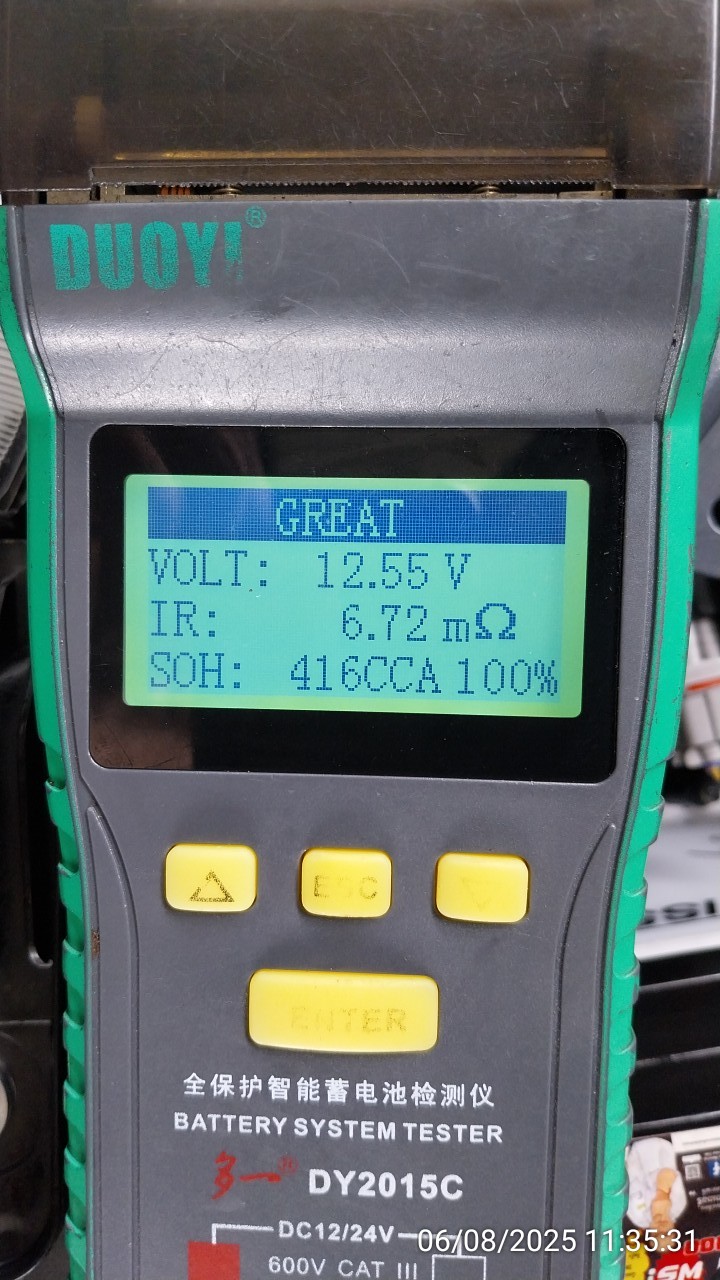 DUOYI®
GREAT
VOLT: 12.55 V
IR: 6.72 mΩ
SOH: 416CCA 100%
ESC
ENTER
全保护智能蓄电池检测仪
BATTERY SYSTEM TESTER
多一® DY2015C
DC12/24V
06/08/2025 11:35:31
600V CAT III